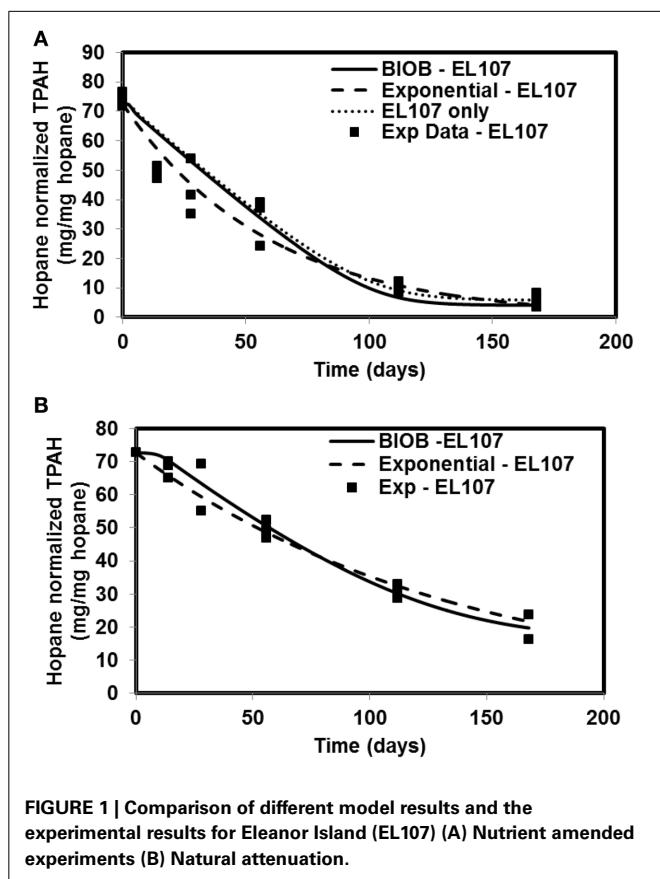 A
Hopane normalized TPAH
(mg/mg hopane)
90
80
70
60
50
40
30
20
10
0
BIOB - EL107
Exponential - EL107
EL107 only
Exp Data - EL107
0 50 100 150 200
Time (days)
B
Hopane normalized TPAH
(mg/mg hopane)
80
70
60
50
40
30
20
10
0
BIOB -EL107
Exponential - EL107
Exp - EL107
0 50 100 150 200
Time (days)
FIGURE 1 | Comparison of different model results and the
experimental results for Eleanor Island (EL107) (A) Nutrient amended
experiments (B) Natural attenuation.